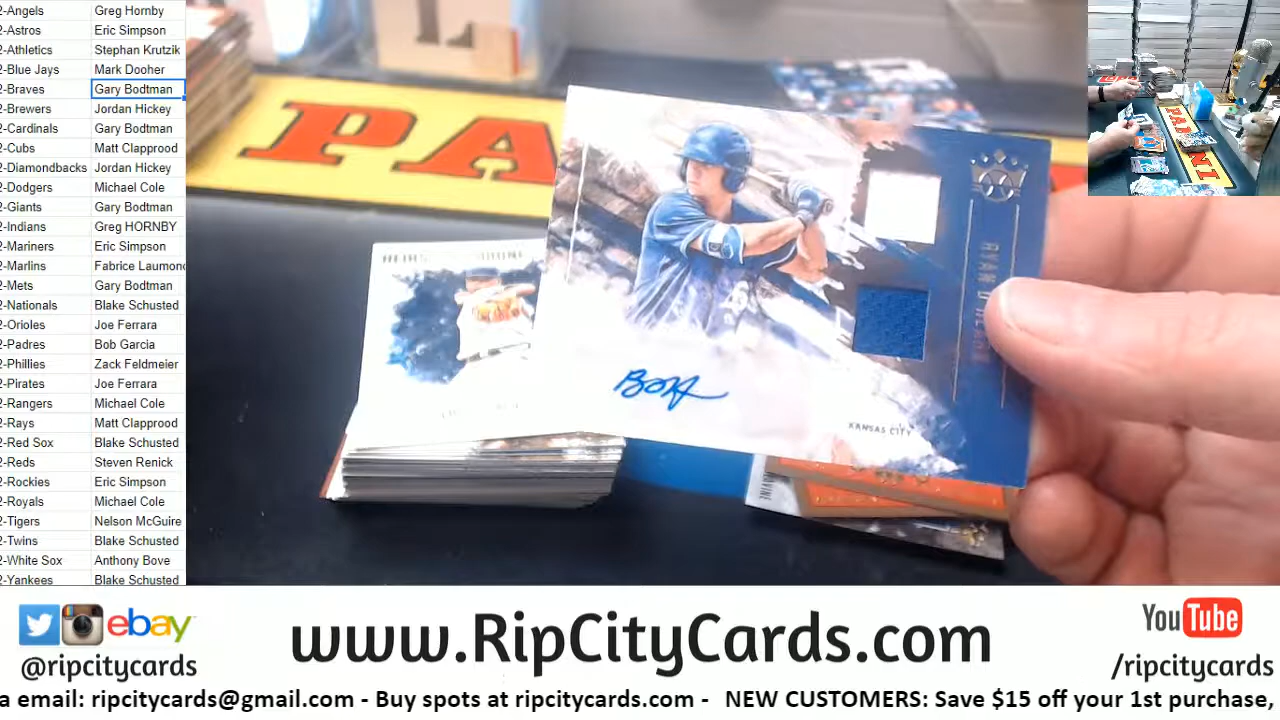 2-Angels Greg Hornby
2-Astros Eric Simpson
2-Athletics Stephan Krutzik
2-Blue Jays Mark Dooher
2-Braves Gary Bodtman
2-Brewers Jordan Hickey
2-Cardinals Gary Bodtman
2-Cubs Matt Clapprood
2-Diamondbacks Jordan Hickey
2-Dodgers Michael Cole
2-Giants Gary Bodtman
2-Indians Greg HORNBY
2-Mariners Eric Simpson
2-Marlins Fabrice Laumond
2-Mets Gary Bodtman
2-Nationals Blake Schusted
2-Orioles Joe Ferrara
2-Padres Bob Garcia
2-Phillies Zack Feldmeier
2-Pirates Joe Ferrara
2-Rangers Michael Cole
2-Rays Matt Clapprood
2-Red Sox Blake Schusted
2-Reds Steven Renick
2-Rockies Eric Simpson
2-Royals Michael Cole
2-Tigers Nelson McGuire
2-Twins Blake Schusted
2-White Sox Anthony Bove
2-Yankees Blake Schusted
PA
PANINI
RYAN
KANSAS CITY
ebay
@ripcitycards
www.RipCityCards.com
YouTube
/ripcitycards
a email: ripcitycards@gmail.com - Buy spots at ripcitycards.com - NEW CUSTOMERS: Save $15 off your 1st purchase,